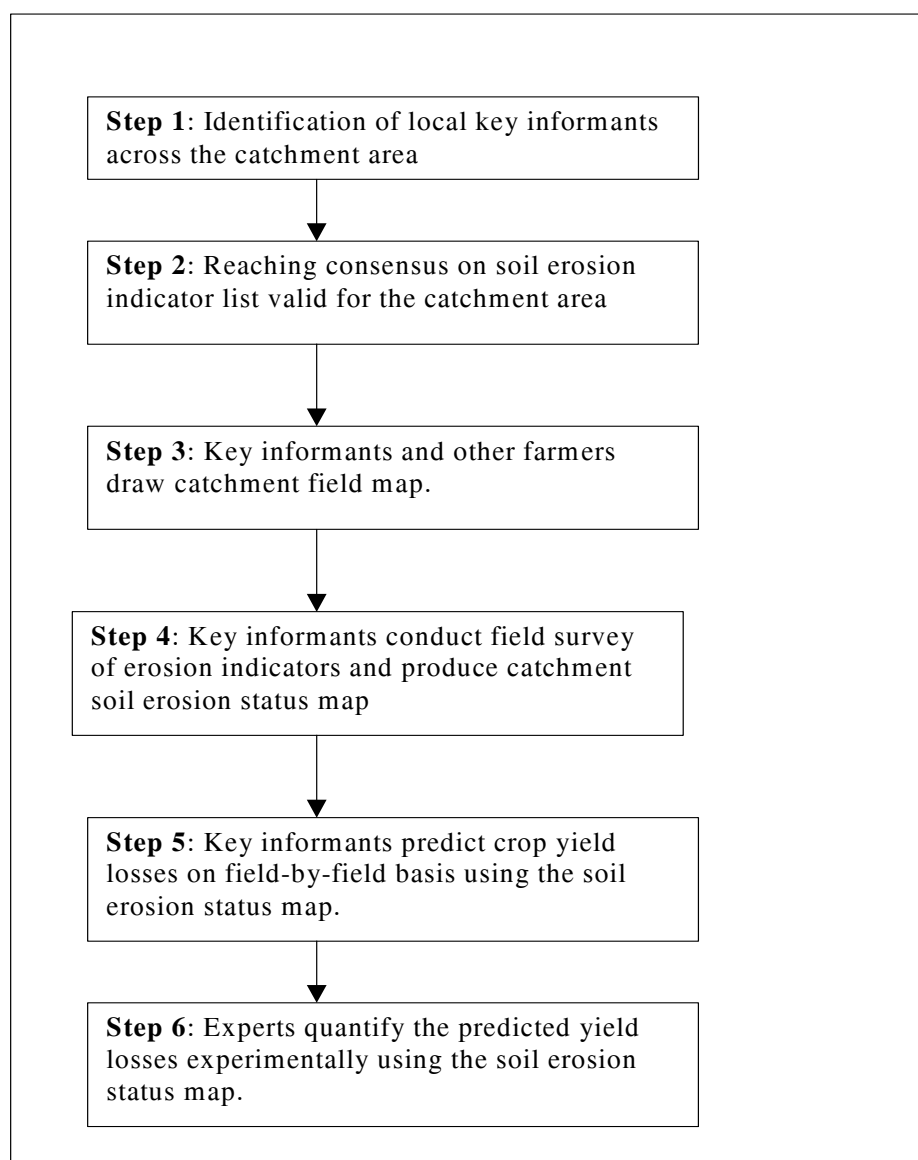 Step 1: Identification of local key informants
across the catchment area
Step 2: Reaching consensus on soil erosion
indicator list valid for the catchment area
Step 3: Key informants and other farmers
draw catchment field map.
Step 4: Key informants conduct field survey
of erosion indicators and produce catchment
soil erosion status map
Step 5: Key informants predict crop yield
losses on field-by-field basis using the soil
erosion status map.
Step 6: Experts quantify the predicted yield
losses experimentally using the soil erosion
status map.